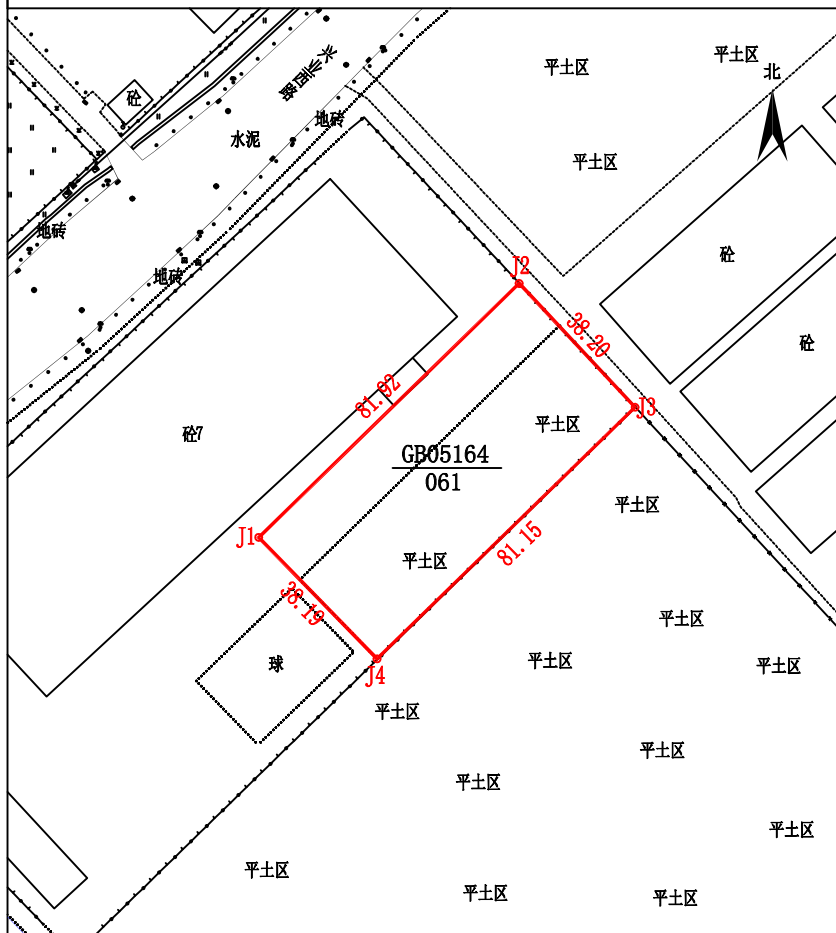 兴业西路
平土区
平土区
北
砼
地砖
水泥
平土区
地砖
砼
地砖
J2
38.20
砼
81.92
J3
平土区
砼7
GB05164
061
平土区
J1
81.15
平土区
38.19
平土区
球
平土区
平土区
J4
平土区
平土区
平土区
平土区
平土区
平土区
平土区